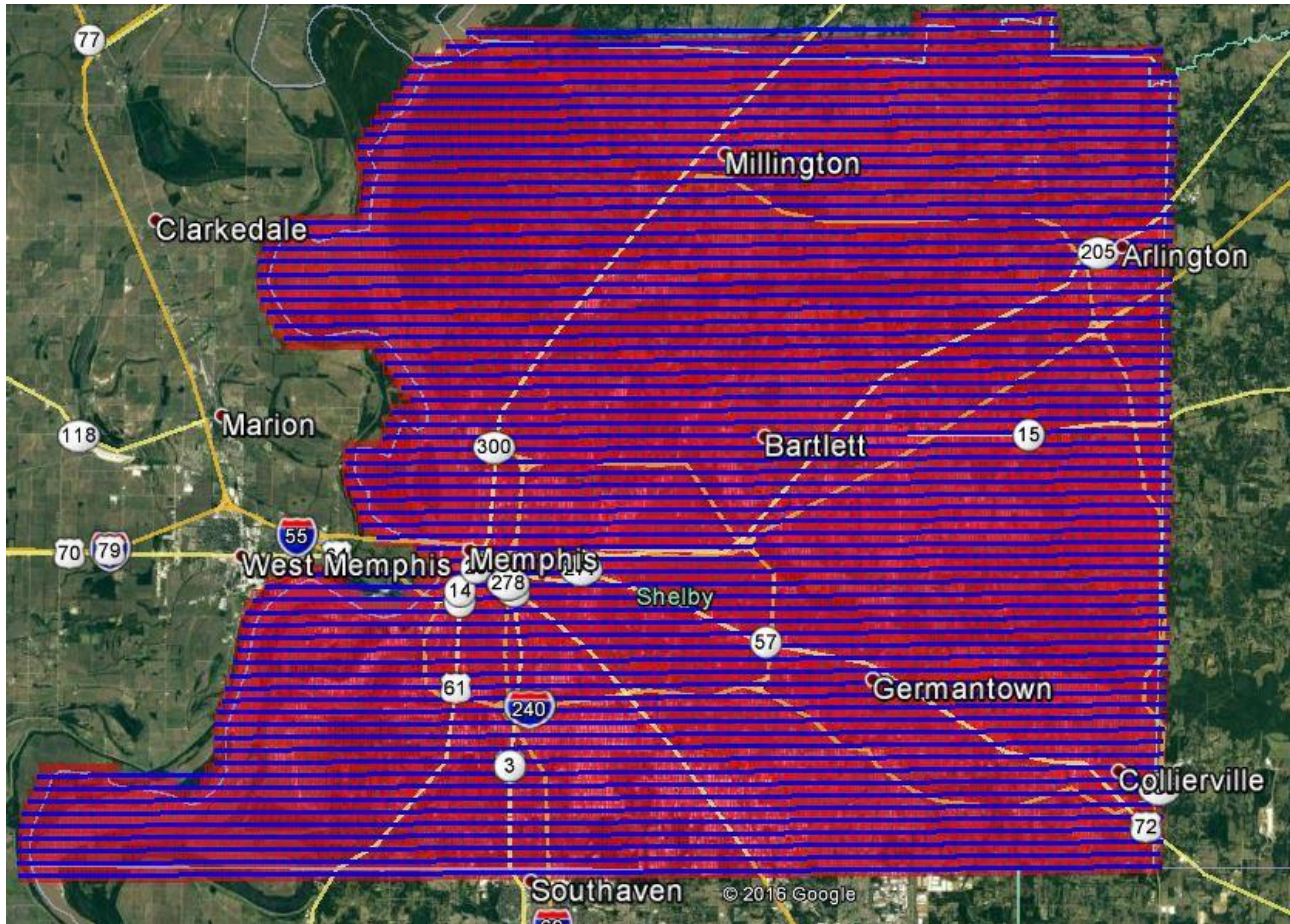 77
Millington
Clarkedale
205
Arlington
Marion
118
300
Bartlett
15
55
70
79
West Memphis
Memphis
14
278
Shelby
57
61
Germantown
240
3
Collierville
72
Southaven
© 2016 Google